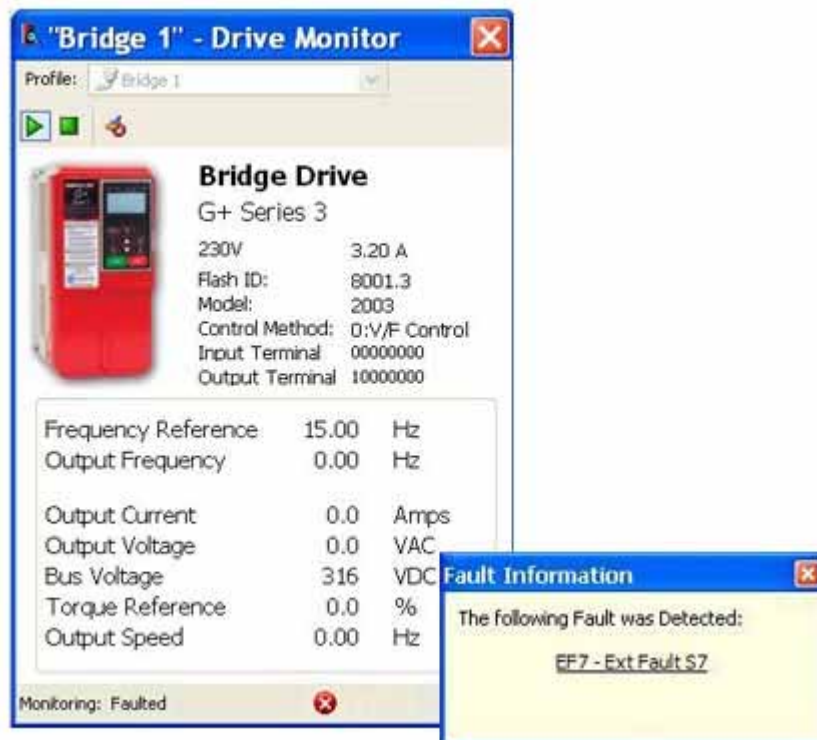 "Bridge 1" - Drive Monitor
Profile: Bridge 1
Bridge Drive
G+ Series 3
230V 3.20 A
Flash ID: 8001.3
Model: 2003
Control Method: 0:V/F Control
Input Terminal 00000000
Output Terminal 10000000
Frequency Reference 15.00 Hz
Output Frequency 0.00 Hz
Output Current 0.0 Amps
Output Voltage 0.0 VAC
Bus Voltage 316 VDC
Torque Reference 0.0 %
Output Speed 0.00 Hz
Monitoring: Faulted
Fault Information
The following Fault was Detected:
EF7 - Ext Fault S7